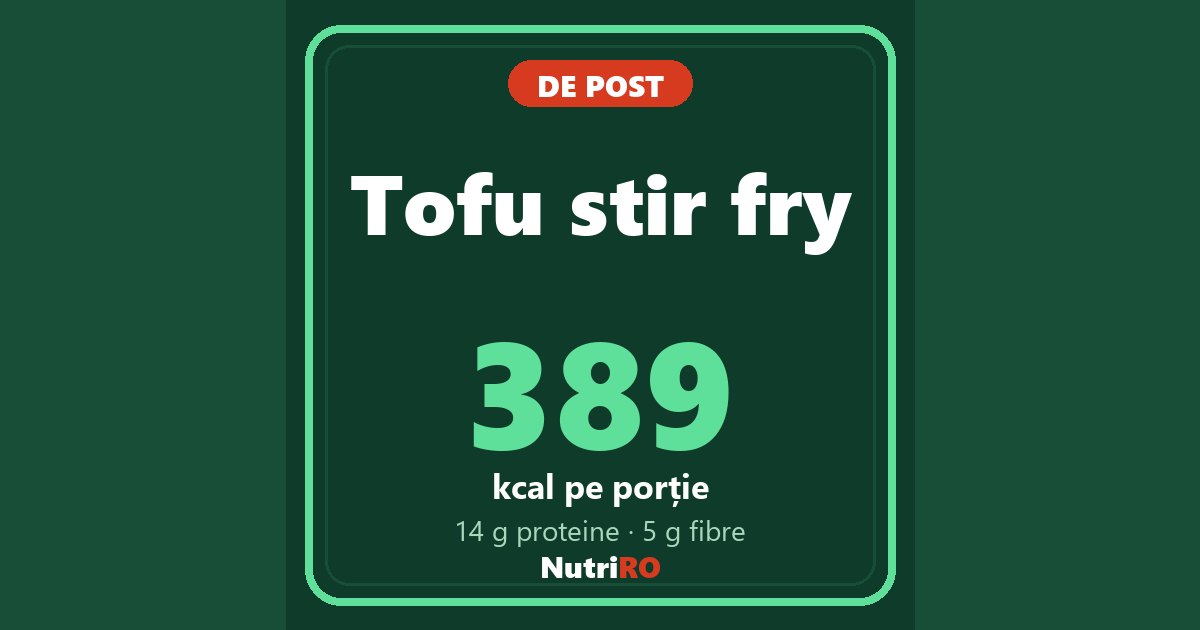 DE POST
Tofu stir fry
389
kcal pe porție
14 g proteine · 5 g fibre
NutriRO